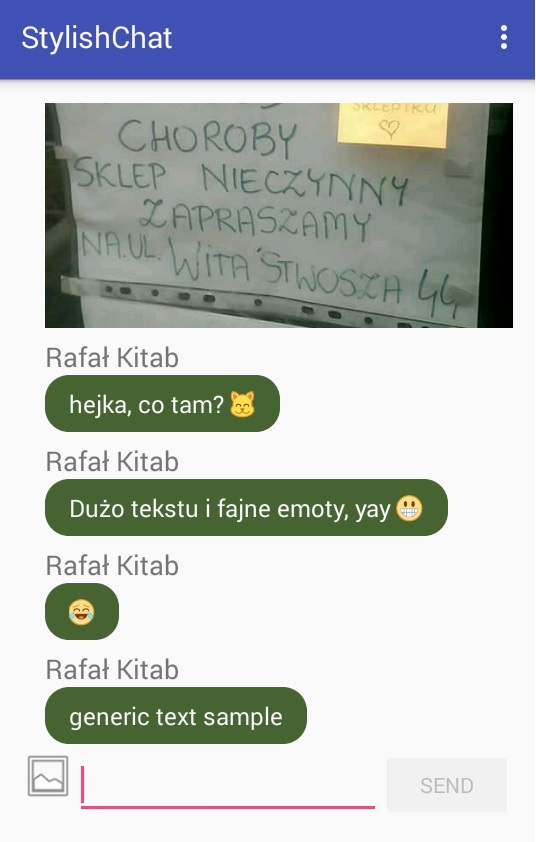 StylishChat
SKLEPIKU
♡
CHOROBY
SKLEP NIECZYNNY
ZAPRASZAMY
NA.UL. WITA STWOSZA 44
Rafał Kitab
hejka, co tam?😸
Rafał Kitab
Dużo tekstu i fajne emoty, yay😬
Rafał Kitab
😂
Rafał Kitab
generic text sample
SEND